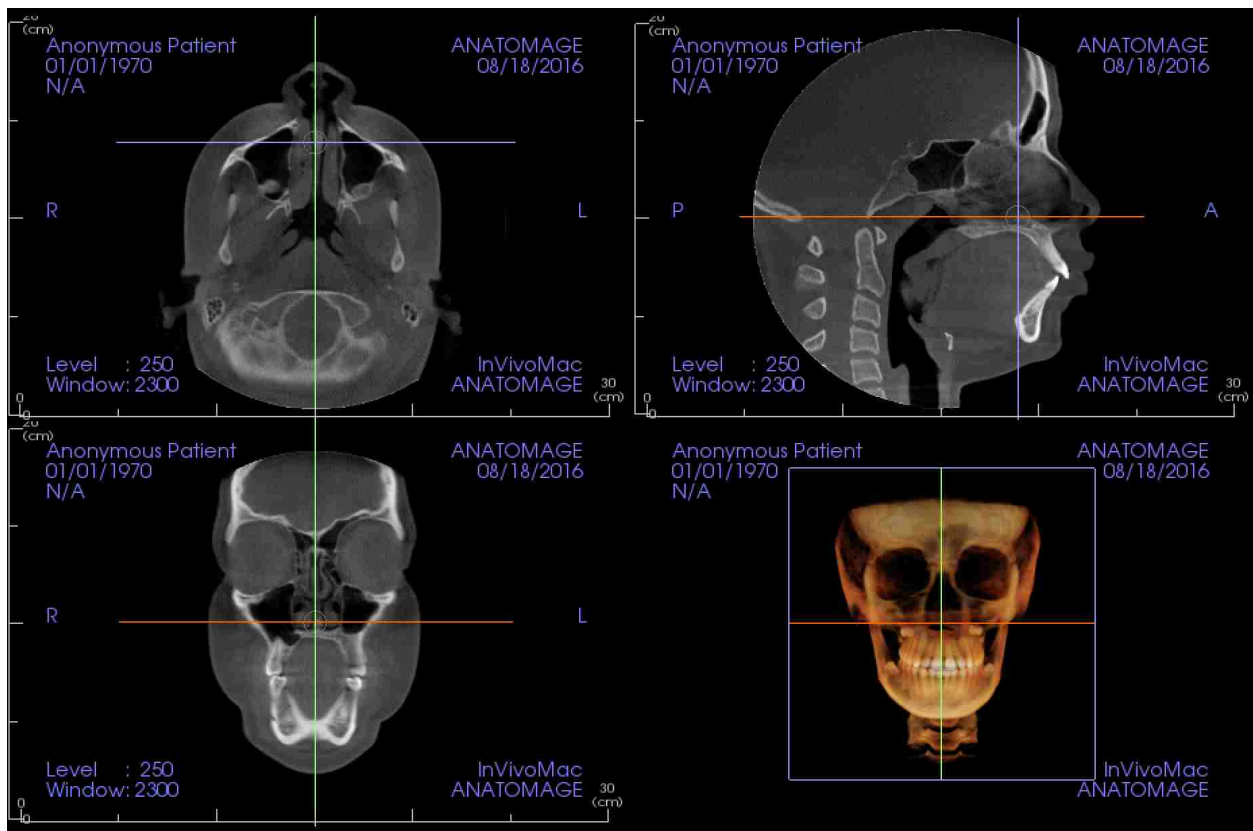 20
(cm)
Anonymous Patient
01/01/1970
N/A
ANATOMAGE
08/18/2016
R
L
Level : 250
Window: 2300
InVivoMac
ANATOMAGE
0
0
30
(cm)
20
(cm)
Anonymous Patient
01/01/1970
N/A
ANATOMAGE
08/18/2016
P
A
Level : 250
Window: 2300
InVivoMac
ANATOMAGE
0
0
30
(cm)
20
(cm)
Anonymous Patient
01/01/1970
N/A
ANATOMAGE
08/18/2016
R
L
Level : 250
Window: 2300
InVivoMac
ANATOMAGE
0
0
30
(cm)
Anonymous Patient
01/01/1970
N/A
ANATOMAGE
08/18/2016
InVivoMac
ANATOMAGE